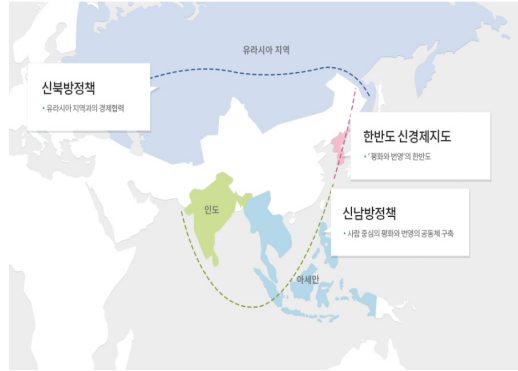 유라시아 지역
신북방정책
• 유라시아 지역과의 경제협력
한반도 신경제지도
• '평화와 번영'의 한반도
인도
신남방정책
• 사람 중심의 평화와 번영의 공동체 구축
아세안